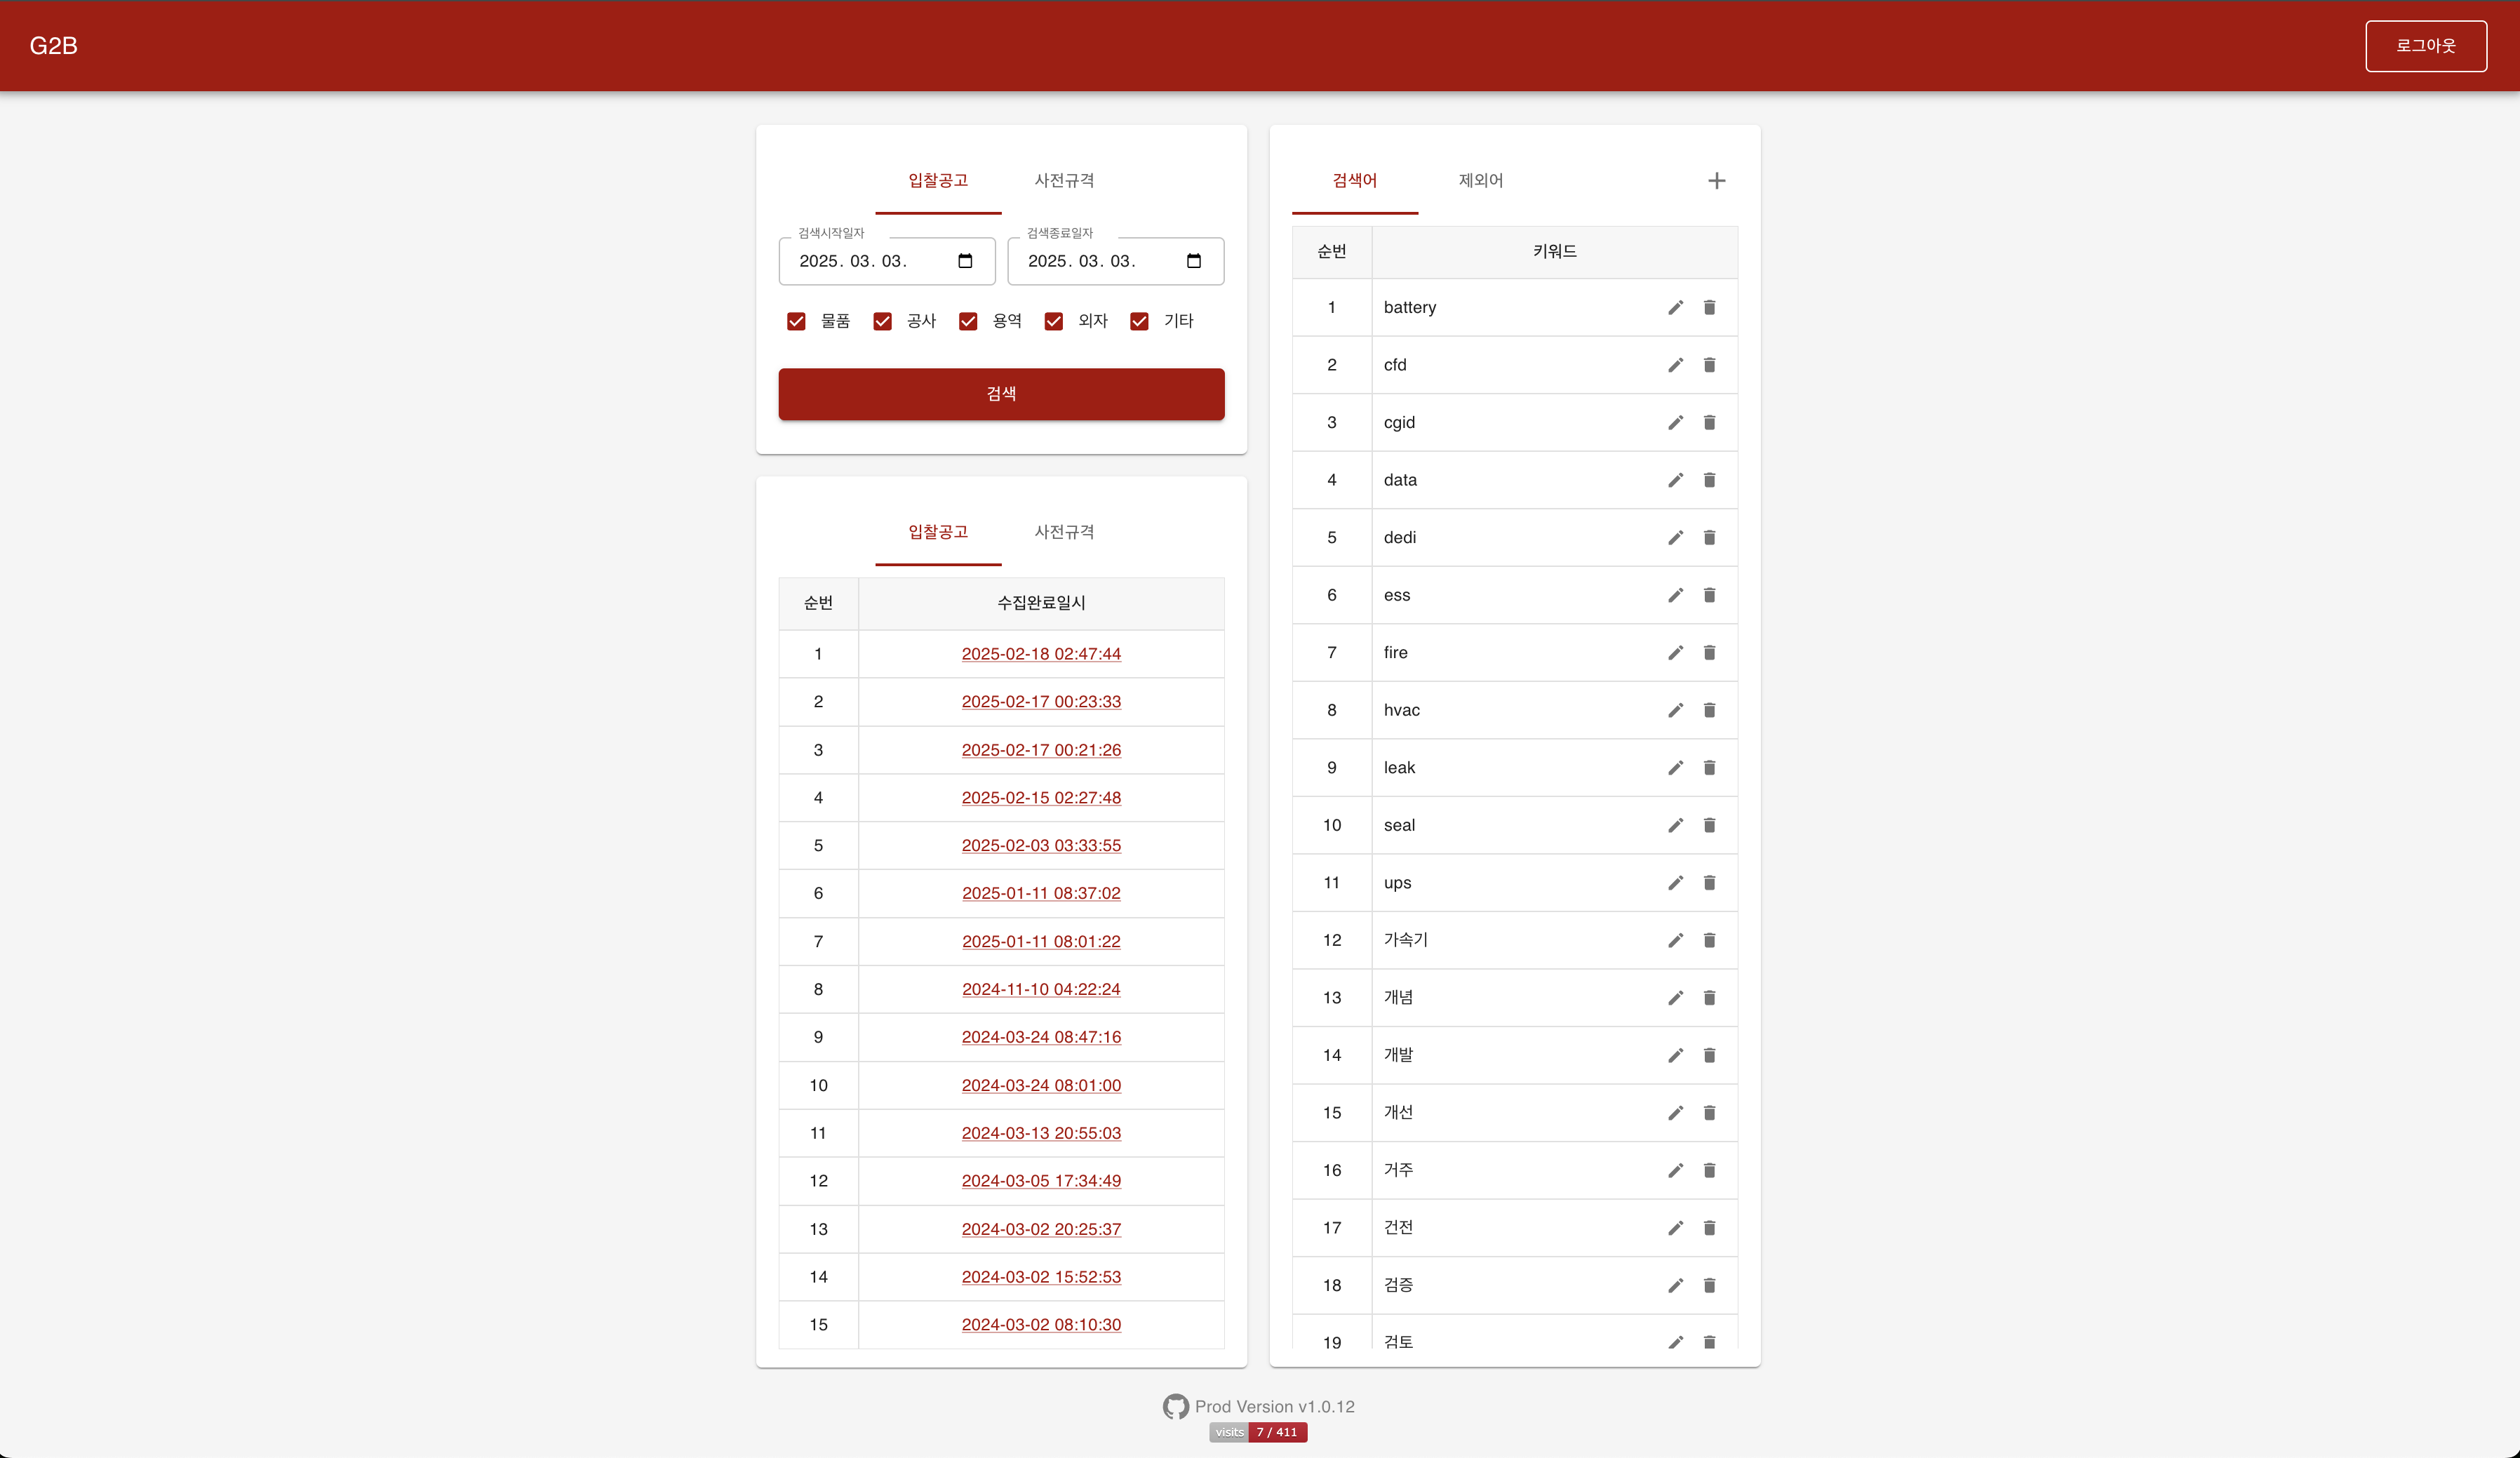 G2B
로그아웃
입찰공고 사전규격
검색시작일자 검색종료일자
2025. 03. 03. 2025. 03. 03.
물품 공사 용역 외자 기타
검색
입찰공고 사전규격
순번 수집완료일시
1 2025-02-18 02:47:44
2 2025-02-17 00:23:33
3 2025-02-17 00:21:26
4 2025-02-15 02:27:48
5 2025-02-03 03:33:55
6 2025-01-11 08:37:02
7 2025-01-11 08:01:22
8 2024-11-10 04:22:24
9 2024-03-24 08:47:16
10 2024-03-24 08:01:00
11 2024-03-13 20:55:03
12 2024-03-05 17:34:49
13 2024-03-02 20:25:37
14 2024-03-02 15:52:53
15 2024-03-02 08:10:30
검색어 제외어
순번 키워드
1 battery
2 cfd
3 cgid
4 data
5 dedi
6 ess
7 fire
8 hvac
9 leak
10 seal
11 ups
12 가속기
13 개념
14 개발
15 개선
16 거주
17 건전
18 검증
19 검토
Prod Version v1.0.12
visits 7 / 411